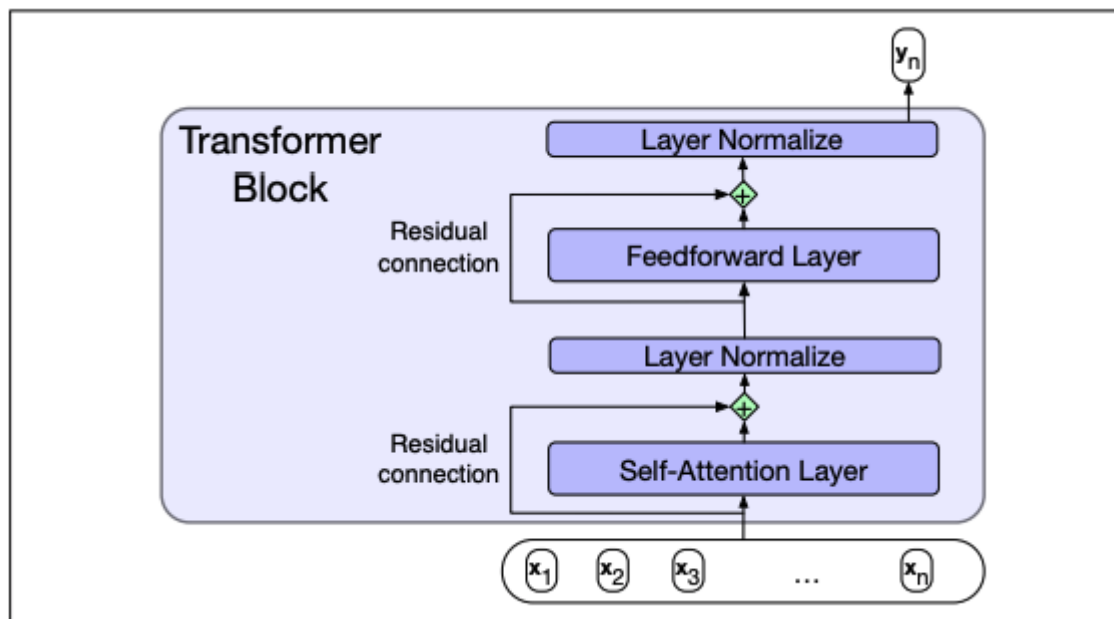 yn
Transformer
Block
Layer Normalize
+
Residual
connection
Feedforward Layer
Layer Normalize
+
Residual
connection
Self-Attention Layer
x1 x2 x3 ... xn